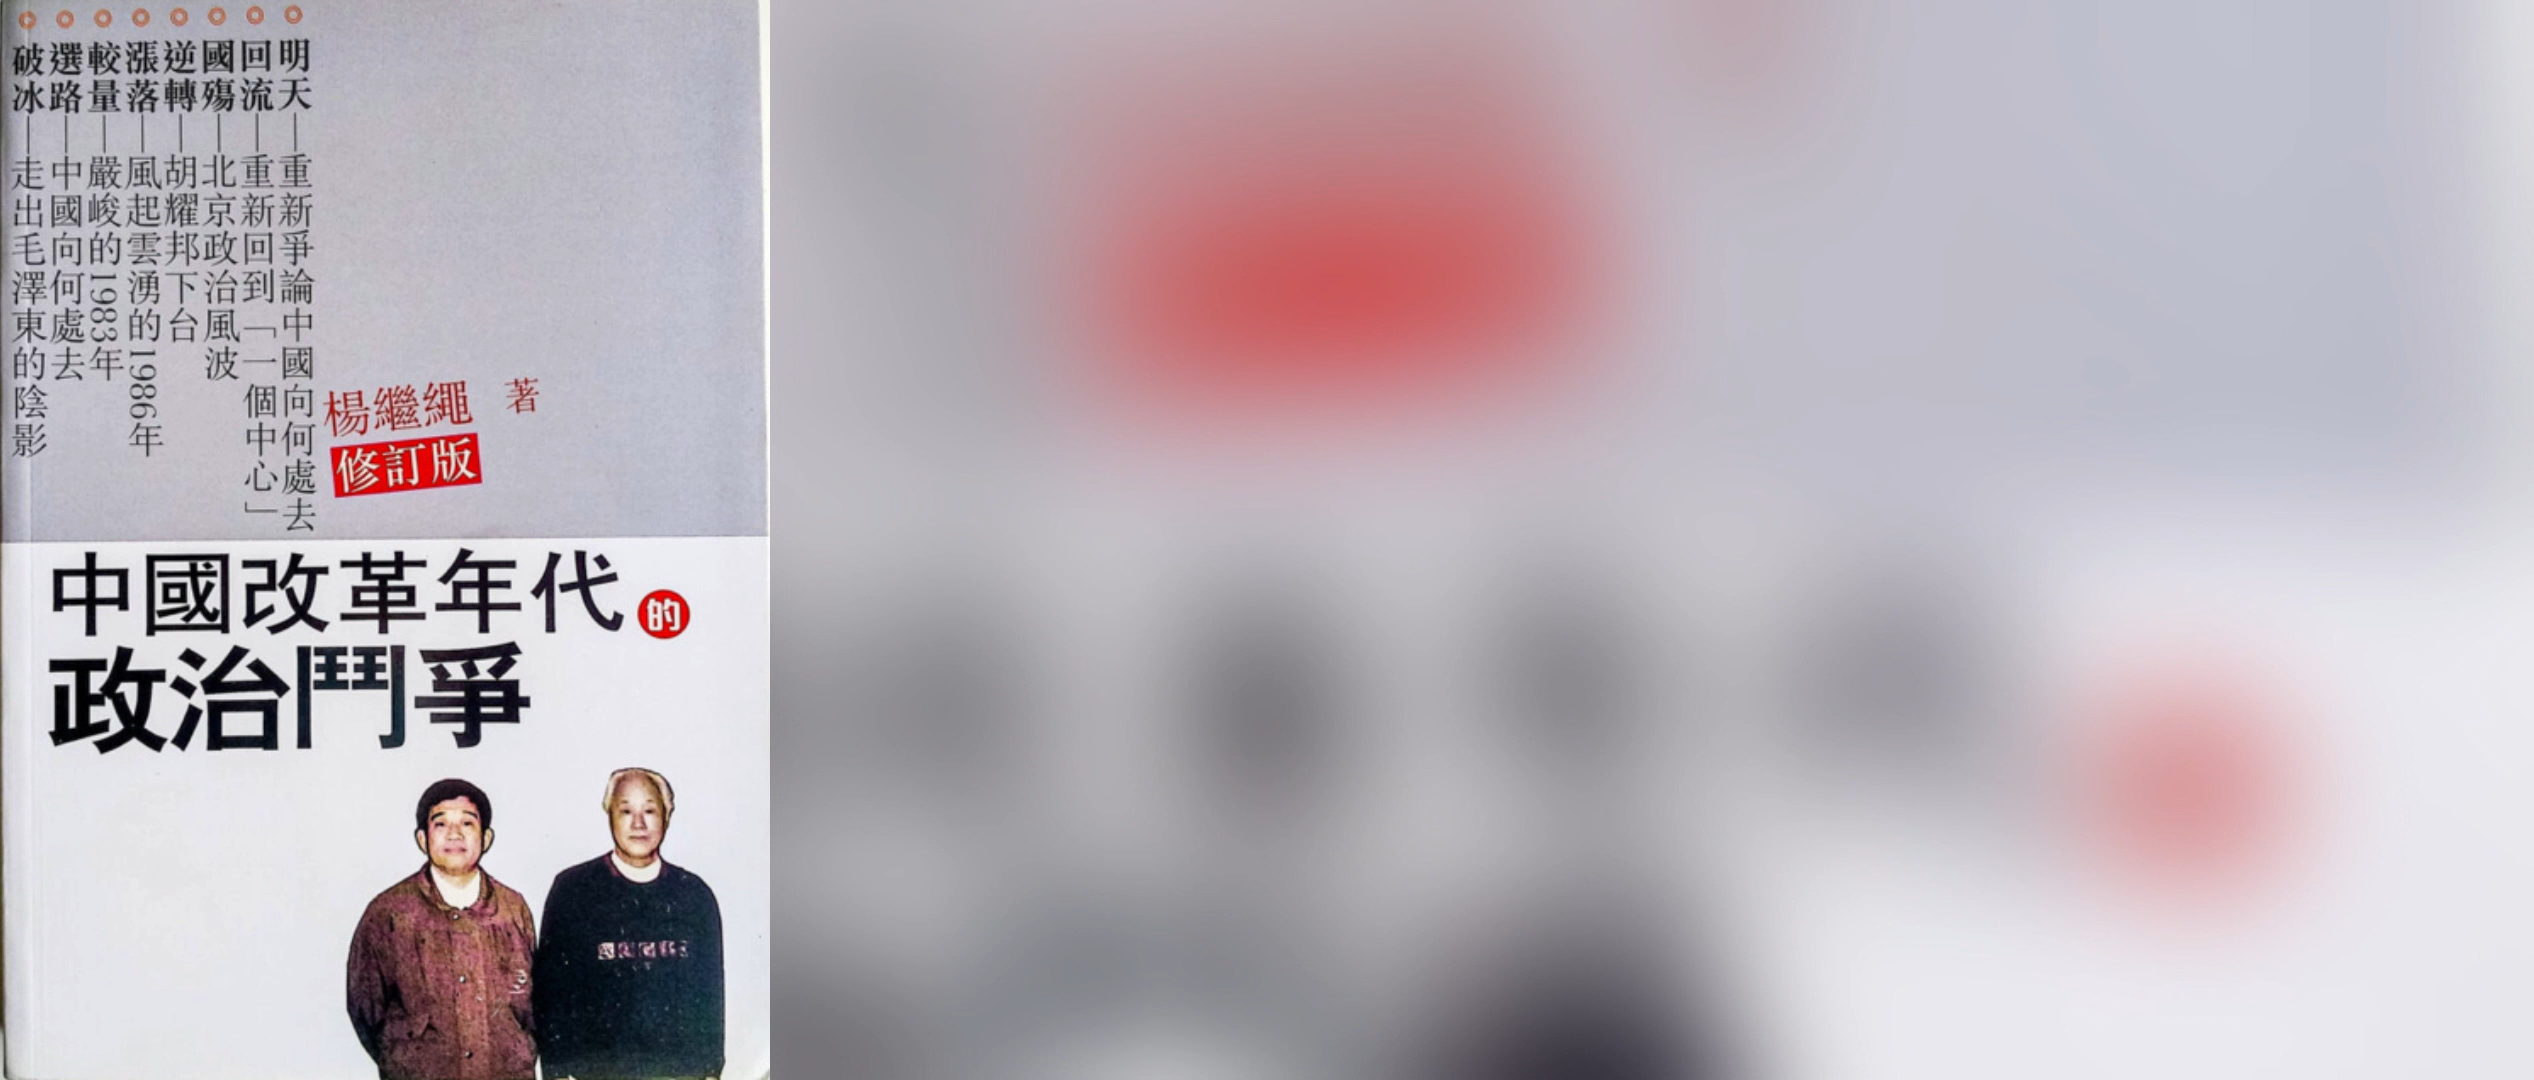 明天—重新爭論中國向何處去
回流—重新回到「一個中心」
國殤—北京政治風波
逆轉—胡耀邦下台
漲落—風起雲湧的1986年
較量—嚴峻的1983年
選路—中國向何處去
破冰—走出毛澤東的陰影
楊繼繩 著
修訂版
中國改革年代的
政治鬥爭